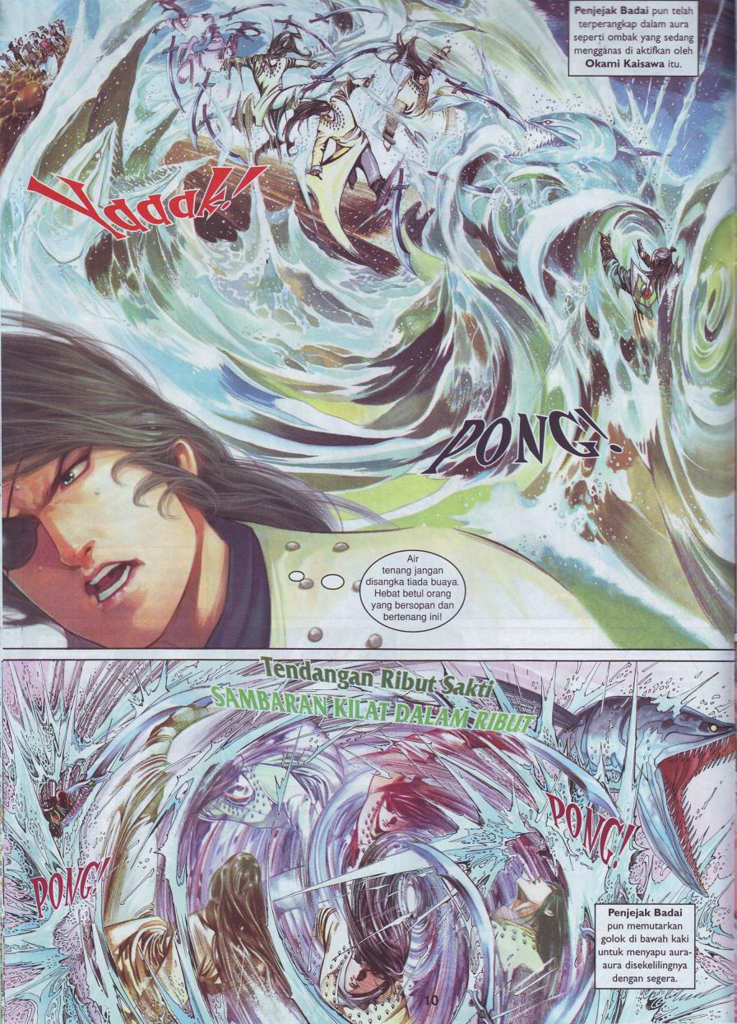 Penjejak Badai pun telah
terperangkap dalam aura
seperti ombak yang sedang
mengganas di aktifkan oleh
Okami Kaisawa itu.
Yaaak!
PONG!
Air
tenang jangan
disangka tiada buaya.
Hebat betul orang
yang bersopan dan
bertenang ini!
Tendangan Ribut Sakti
SAMBARAN KILAT DALAM RIBUT
PONG!
PONG!
Penjejak Badai
pun memutarkan
golok di bawah kaki
untuk menyapu aura-
aura disekelilingnya
dengan segera.
10